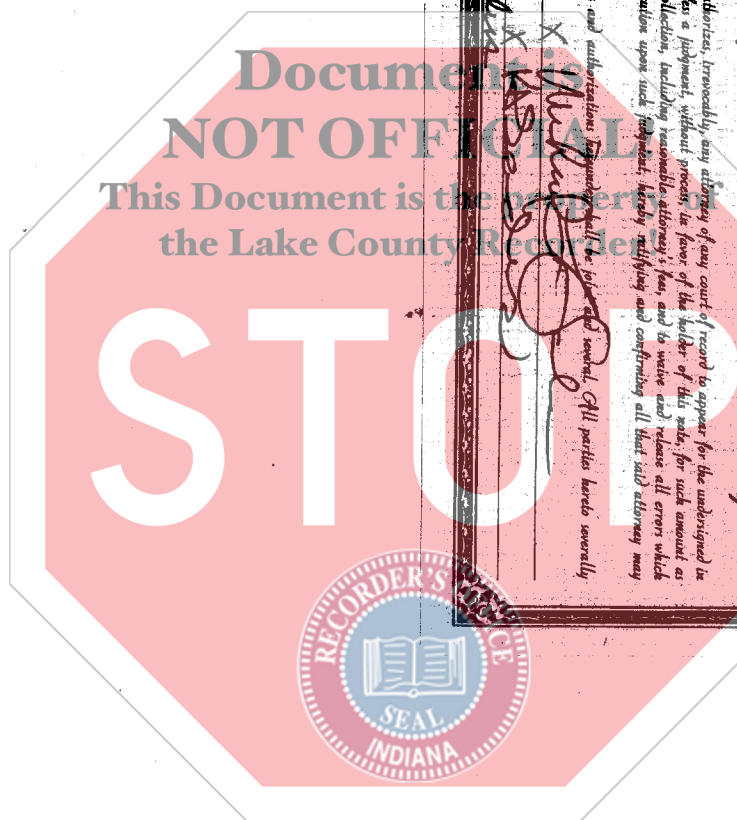 Document is
NOT OFFICIAL!
This Document is the property of
the Lake County Recorder!
STOP
RECORDER'S OFFICE
SEAL
INDIANA
thorizes, irrevocably, any attorney of any court of record to appear for the undersigned in
ess a judgment, without process, in favor of the holder of this note, for such amount as
llection, including reasonable attorney's fees, and to waive and release all errors which
ution upon such judgment, hereby ratifying and confirming all that said attorney may
and authorizations shall be joint and several. All parties hereto severally
X
X